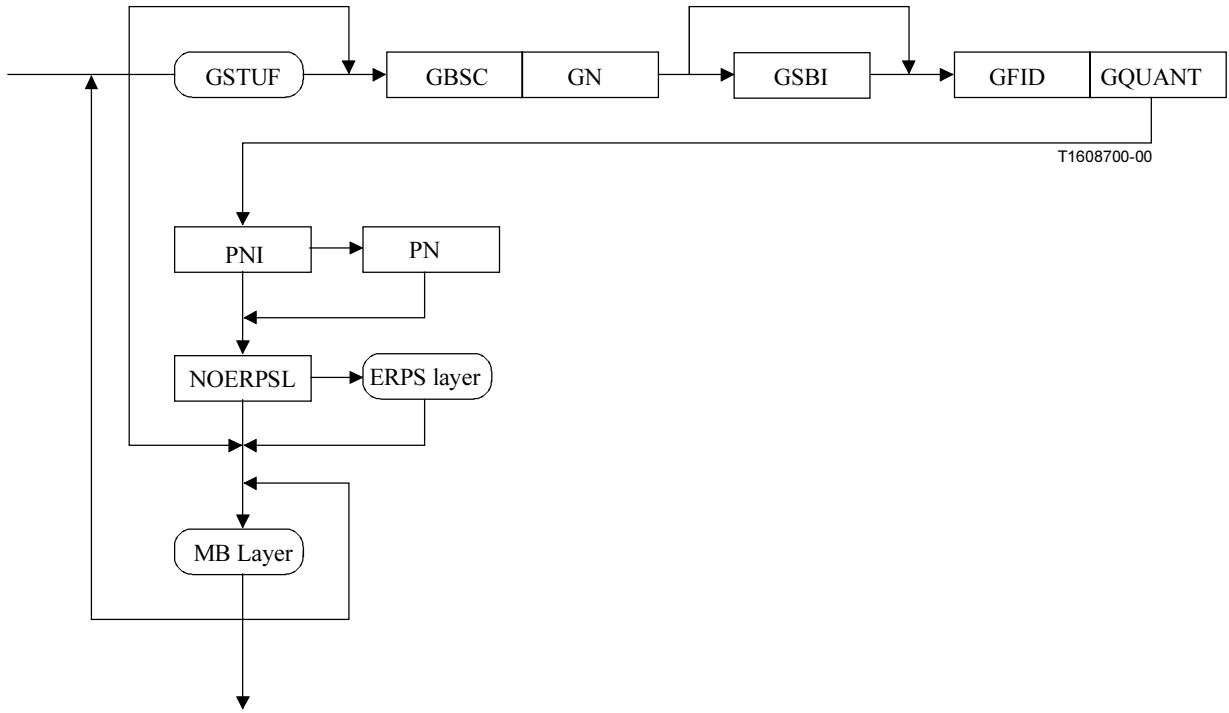 GSTUF GBSC GN GSBI GFID GQUANT
T1608700-00
PNI PN
NOERPSL ERPS layer
MB Layer